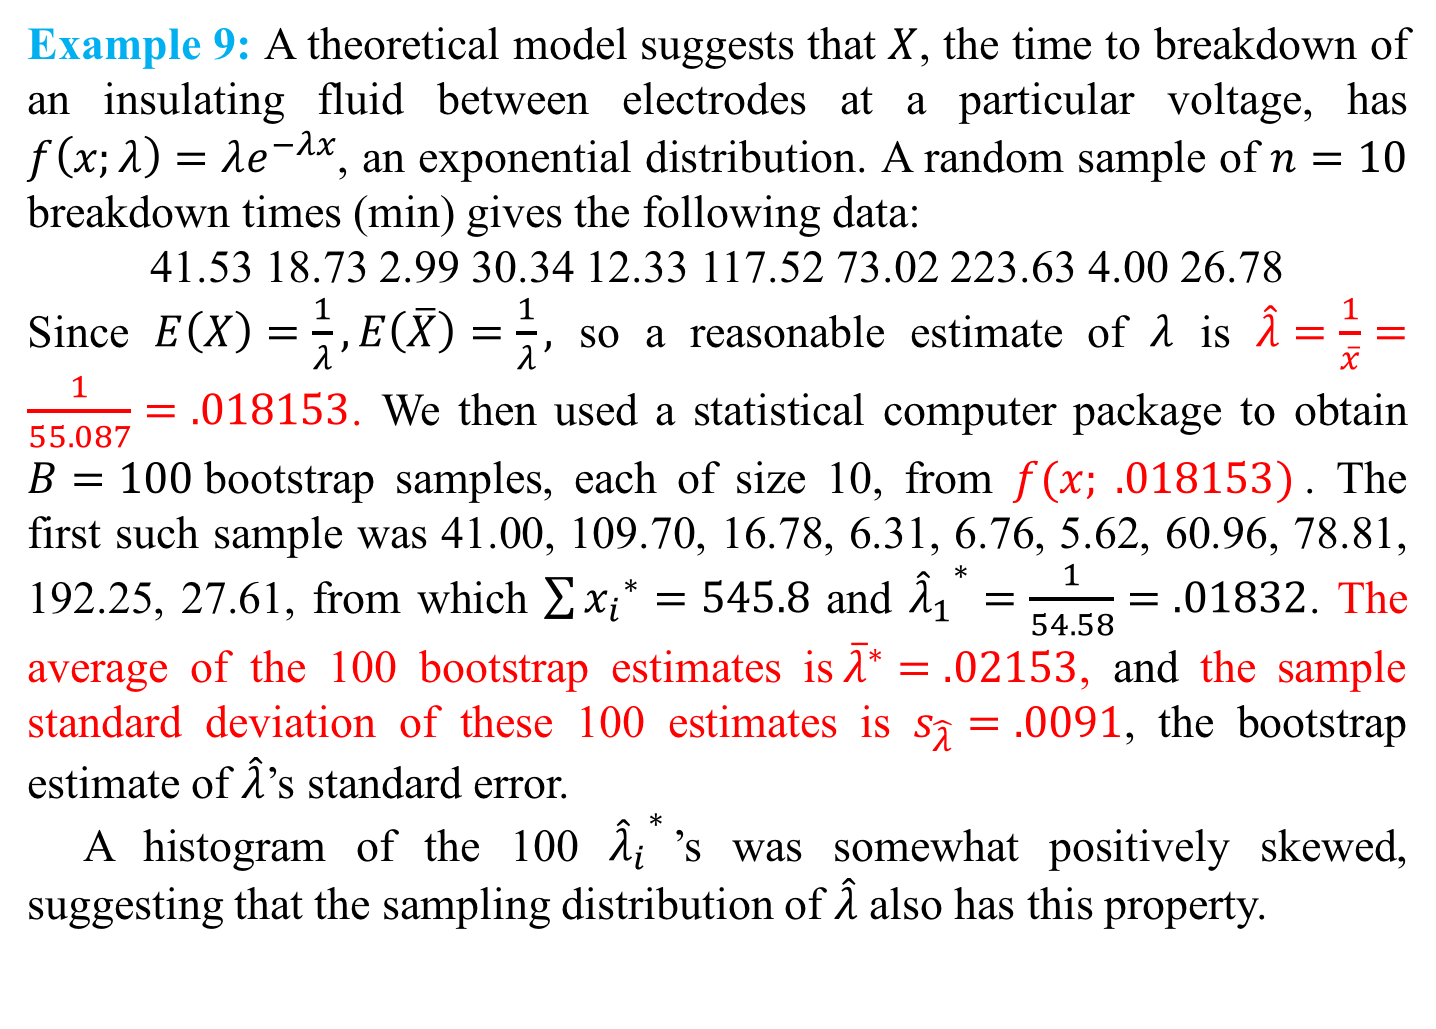 Example 9: A theoretical model suggests that X, the time to breakdown of
an insulating fluid between electrodes at a particular voltage, has
f(x; λ) = λe^{−λx}, an exponential distribution. A random sample of n = 10
breakdown times (min) gives the following data:
41.53 18.73 2.99 30.34 12.33 117.52 73.02 223.63 4.00 26.78
Since E(X) = 1/λ, E(X̄) = 1/λ, so a reasonable estimate of λ is λ̂ = 1/x̄ =
1/55.087 = .018153. We then used a statistical computer package to obtain
B = 100 bootstrap samples, each of size 10, from f(x; .018153). The
first such sample was 41.00, 109.70, 16.78, 6.31, 6.76, 5.62, 60.96, 78.81,
192.25, 27.61, from which ∑ xᵢ* = 545.8 and λ̂₁* = 1/54.58 = .01832. The
average of the 100 bootstrap estimates is λ̄* = .02153, and the sample
standard deviation of these 100 estimates is s_λ̂ = .0091, the bootstrap
estimate of λ̂’s standard error.
A histogram of the 100 λ̂ᵢ*’s was somewhat positively skewed,
suggesting that the sampling distribution of λ̂ also has this property.